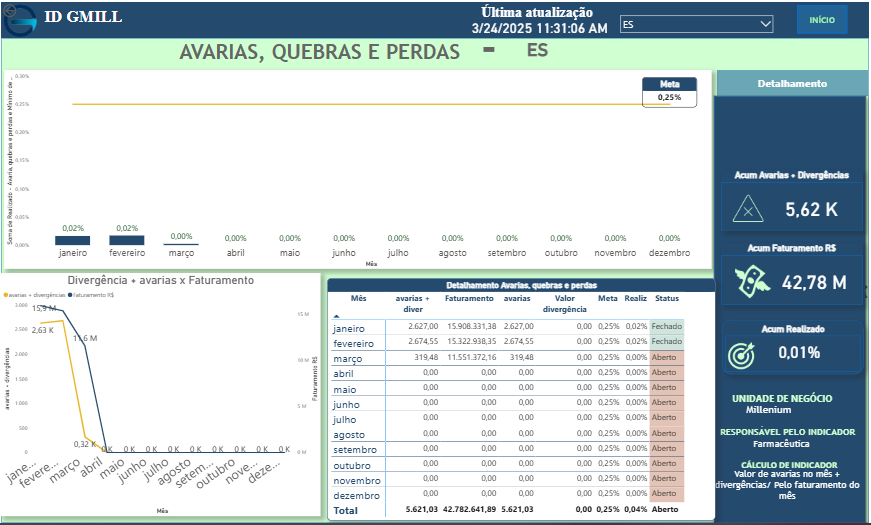 ID GMILL
Última atualização
3/24/2025 11:31:06 AM
ES
INÍCIO
AVARIAS, QUEBRAS E PERDAS - ES
Detalhamento
Soma de Realizado - Avaria, quebras e perdas e Mínimo de ...
0,30%
0,25%
0,20%
0,15%
0,10%
0,05%
0,00%
Meta
0,25%
0,02% 0,02% 0,00% 0,00% 0,00% 0,00% 0,00% 0,00% 0,00% 0,00% 0,00% 0,00%
janeiro fevereiro março abril maio junho julho agosto setembro outubro novembro dezembro
Mês
Acum Avarias + Divergências
5,62 K
Acum Faturamento R$
42,78 M
Acum Realizado
0,01%
UNIDADE DE NEGÓCIO
Millenium
RESPONSÁVEL PELO INDICADOR
Farmacêutica
CÁLCULO DE INDICADOR
Valor de avarias no mês +
divergências/ Pelo faturamento do
mês
Divergência + avarias x Faturamento
avarias + divergências Faturamento R$
avarias + divergências
3.000
2.500
2.000
1.500
1.000
500
0
15,9 M
2,63 K
11,6 M
0,32 K
0 K 0 K 0 K 0 K 0 K 0 K 0 K 0 K 0 K
15 M
10 M
5 M
0 M
Faturamento R$
jane... fevere... março abril maio junho julho agosto setem... outubro nove... deze...
Mês
Detalhamento Avarias, quebras e perdas
Mês avarias + diver Faturamento avarias Valor divergência Meta Realiz Status
janeiro 2.627,00 15.908.331,38 2.627,00 0,00 0,25% 0,02% Fechado
fevereiro 2.674,55 15.322.938,35 2.674,55 0,00 0,25% 0,02% Fechado
março 319,48 11.551.372,16 319,48 0,00 0,25% 0,00% Aberto
abril 0,00 0,00 0,00 0,00 0,25% 0,00% Aberto
maio 0,00 0,00 0,00 0,00 0,25% 0,00% Aberto
junho 0,00 0,00 0,00 0,00 0,25% 0,00% Aberto
julho 0,00 0,00 0,00 0,00 0,25% 0,00% Aberto
agosto 0,00 0,00 0,00 0,00 0,25% 0,00% Aberto
setembro 0,00 0,00 0,00 0,00 0,25% 0,00% Aberto
outubro 0,00 0,00 0,00 0,00 0,25% 0,00% Aberto
novembro 0,00 0,00 0,00 0,00 0,25% 0,00% Aberto
dezembro 0,00 0,00 0,00 0,00 0,25% 0,00% Aberto
Total 5.621,03 42.782.641,89 5.621,03 0,00 0,25% 0,04% Aberto